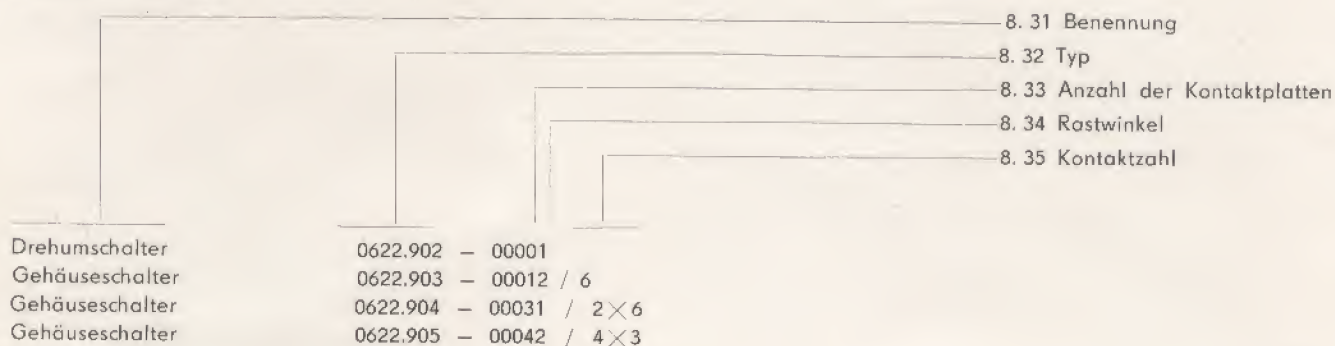 8. 31 Benennung
8. 32 Typ
8. 33 Anzahl der Kontaktplatten
8. 34 Rastwinkel
8. 35 Kontaktzahl
Drehumschalter 0622.902 – 00001
Gehäuseschalter 0622.903 – 00012 / 6
Gehäuseschalter 0622.904 – 00031 / 2×6
Gehäuseschalter 0622.905 – 00042 / 4×3